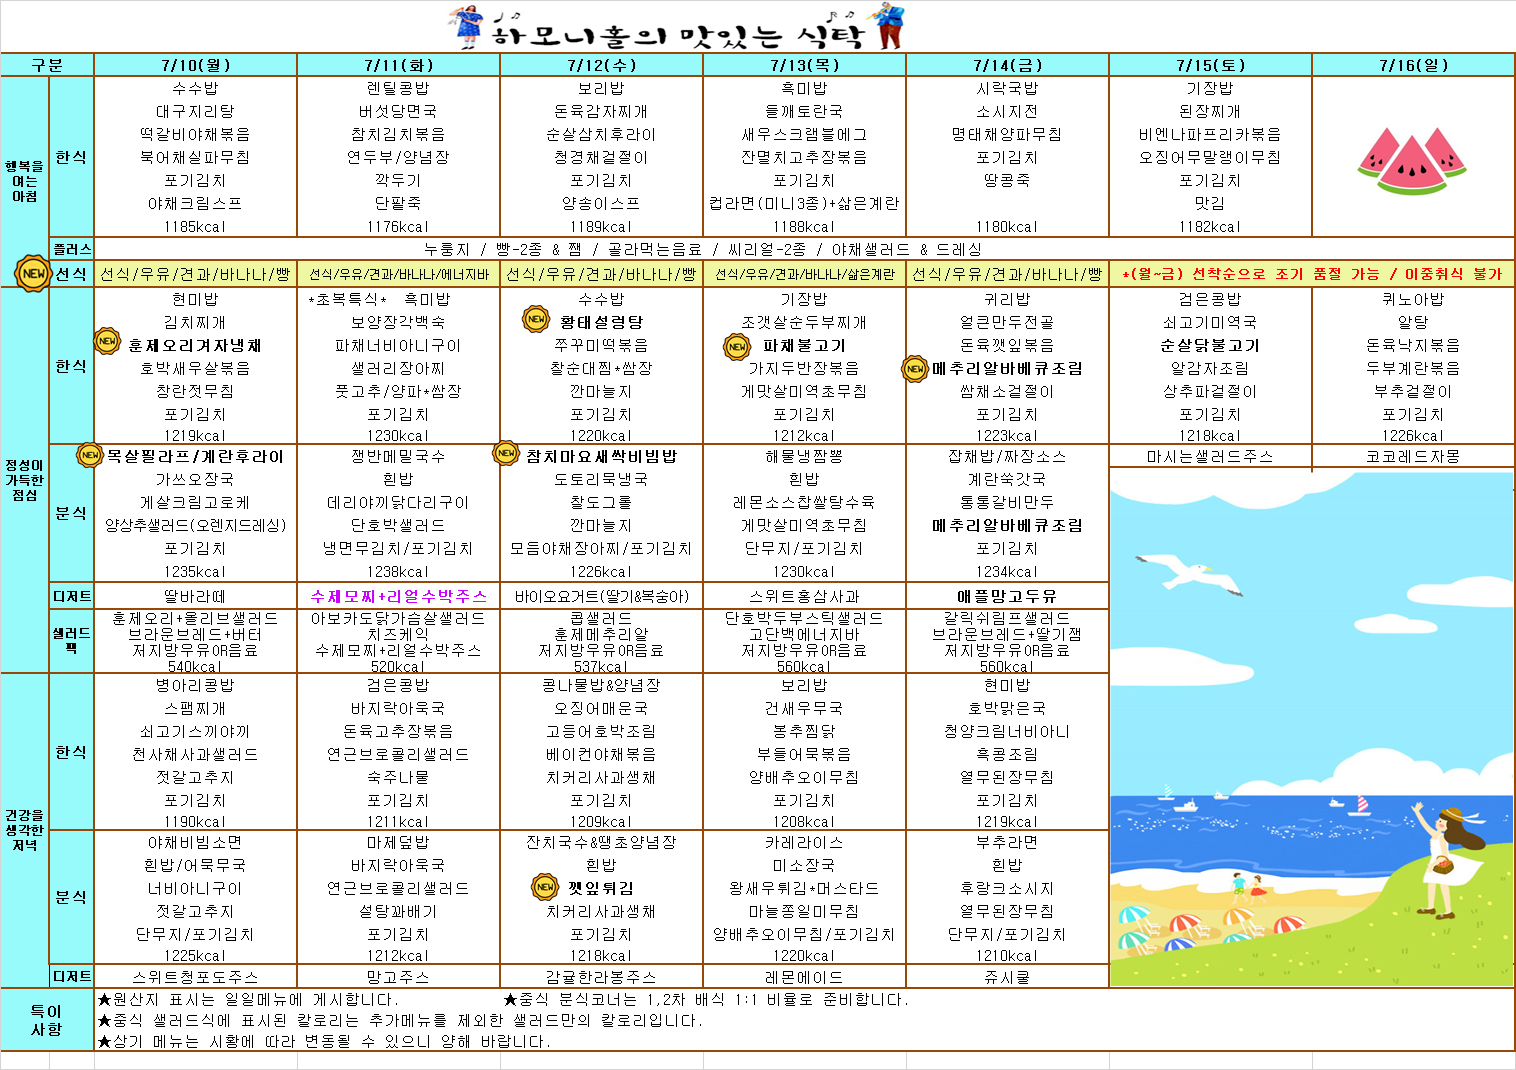 하모니홀의 맛있는 식탁
구분 7/10(월) 7/11(화) 7/12(수) 7/13(목) 7/14(금) 7/15(토) 7/16(일)
행복을 여는 아침
한식
수수밥 렌틸콩밥 보리밥 흑미밥 시락국밥 기장밥
대구지리탕 버섯당면국 돈육감자찌개 들깨토란국 소시지전 된장찌개
떡갈비야채볶음 참치김치볶음 순살삼치후라이 새우스크램블에그 명태채양파무침 비엔나파프리카볶음
북어채실파무침 연두부/양념장 청경채겉절이 잔멸치고추장볶음 포기김치 오징어무말랭이무침
포기김치 깍두기 포기김치 포기김치 땅콩죽 포기김치
야채크림스프 단팥죽 양송이스프 컵라면(미니3종)+삶은계란 맛김
1185kcal 1176kcal 1189kcal 1188kcal 1180kcal 1182kcal
플러스 누룽지 / 빵-2종 & 잼 / 골라먹는음료 / 씨리얼-2종 / 야채샐러드 & 드레싱
NEW 선식 선식/우유/견과/바나나/빵 선식/우유/견과/바나나/에너지바 선식/우유/견과/바나나/빵 선식/우유/견과/바나나/삶은계란 선식/우유/견과/바나나/빵 *(월~금) 선착순으로 조기 품절 가능 / 이중취식 불가
정성이 가득한 점심
한식
현미밥 *초복특식* 흑미밥 수수밥 기장밥 귀리밥 검은콩밥 퀴노아밥
김치찌개 보양장각백숙 NEW 황태설렁탕 조갯살순두부찌개 얼큰만두전골 쇠고기미역국 알탕
NEW 훈제오리겨자냉채 파채너비아니구이 쭈꾸미떡볶음 NEW 파채불고기 돈육깻잎볶음 순살닭불고기 돈육낙지볶음
호박새우살볶음 샐러리장아찌 찰순대찜*쌈장 가지두반장볶음 NEW 메추리알바베큐조림 알감자조림 두부계란볶음
창란젓무침 풋고추/양파*쌈장 깐마늘지 게맛살미역초무침 쌈채소겉절이 상추파겉절이 부추겉절이
포기김치 포기김치 포기김치 포기김치 포기김치 포기김치 포기김치
1219kcal 1230kcal 1220kcal 1212kcal 1223kcal 1218kcal 1226kcal
분식
NEW 목살필라프/계란후라이 쟁반메밀국수 NEW 참치마요새싹비빔밥 해물냉짬뽕 잡채밥/짜장소스 마시는샐러드주스 코코레드자몽
가쓰오장국 흰밥 도토리묵냉국 흰밥 계란쑥갓국
게살크림고로케 데리야끼닭다리구이 찰도그롤 레몬소스찹쌀탕수육 통통갈비만두
양상추샐러드(오렌지드레싱) 단호박샐러드 깐마늘지 게맛살미역초무침 메추리알바베큐조림
포기김치 냉면무김치/포기김치 모듬야채장아찌/포기김치 단무지/포기김치 포기김치
1235kcal 1238kcal 1226kcal 1230kcal 1234kcal
디저트 딸바라떼 수제모찌+리얼수박주스 바이오요거트(딸기&복숭아) 스위트홍삼사과 애플망고두유
샐러드 팩
훈제오리+올리브샐러드 아보카도닭가슴살샐러드 콥샐러드 단호박두부스틱샐러드 갈릭쉬림프샐러드
브라운브레드+버터 치즈케익 훈제메추리알 고단백에너지바 브라운브레드+딸기잼
저지방우유OR음료 수제모찌+리얼수박주스 저지방우유OR음료 저지방우유OR음료 저지방우유OR음료
540kcal 520kcal 537kcal 560kcal 560kcal
건강을 생각한 저녁
한식
병아리콩밥 검은콩밥 콩나물밥&양념장 보리밥 현미밥
스팸찌개 바지락아욱국 오징어매운국 건새우무국 호박맑은국
쇠고기스끼야끼 돈육고추장볶음 고등어호박조림 봉추찜닭 청양크림너비아니
천사채사과샐러드 연근브로콜리샐러드 베이컨야채볶음 부들어묵볶음 흑콩조림
젓갈고추지 숙주나물 치커리사과생채 양배추오이무침 열무된장무침
포기김치 포기김치 포기김치 포기김치 포기김치
1190kcal 1211kcal 1209kcal 1208kcal 1219kcal
분식
야채비빔소면 마제덮밥 잔치국수&땡초양념장 카레라이스 부추라면
흰밥/어묵무국 바지락아욱국 흰밥 미소장국 흰밥
너비아니구이 연근브로콜리샐러드 NEW 깻잎튀김 왕새우튀김*머스타드 후랑크소시지
젓갈고추지 설탕꽈배기 치커리사과생채 마늘쫑일미무침 열무된장무침
단무지/포기김치 포기김치 포기김치 양배추오이무침/포기김치 단무지/포기김치
1225kcal 1212kcal 1218kcal 1220kcal 1210kcal
디저트 스위트청포도주스 망고주스 감귤한라봉주스 레몬에이드 쥬시쿨
특이 사항
★원산지 표시는 일일메뉴에 게시합니다. ★중식 분식코너는 1,2차 배식 1:1 비율로 준비합니다.
★중식 샐러드식에 표시된 칼로리는 추가메뉴를 제외한 샐러드만의 칼로리입니다.
★상기 메뉴는 시황에 따라 변동될 수 있으니 양해 바랍니다.